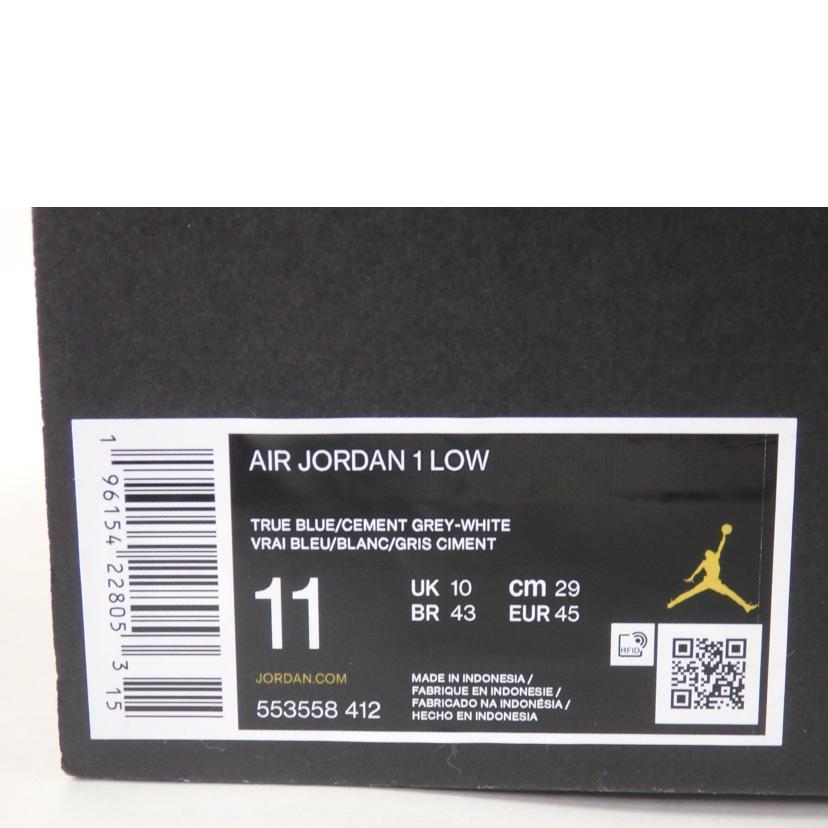 1 96154 22805 3 15
AIR JORDAN 1 LOW
TRUE BLUE/CEMENT GREY-WHITE
VRAI BLEU/BLANC/GRIS CIMENT
11
UK 10 cm 29
BR 43 EUR 45
RFID
JORDAN.COM
553558 412
MADE IN INDONESIA /
FABRIQUE EN INDONESIE /
FABRICADO NA INDONÉSIA /
HECHO EN INDONESIA